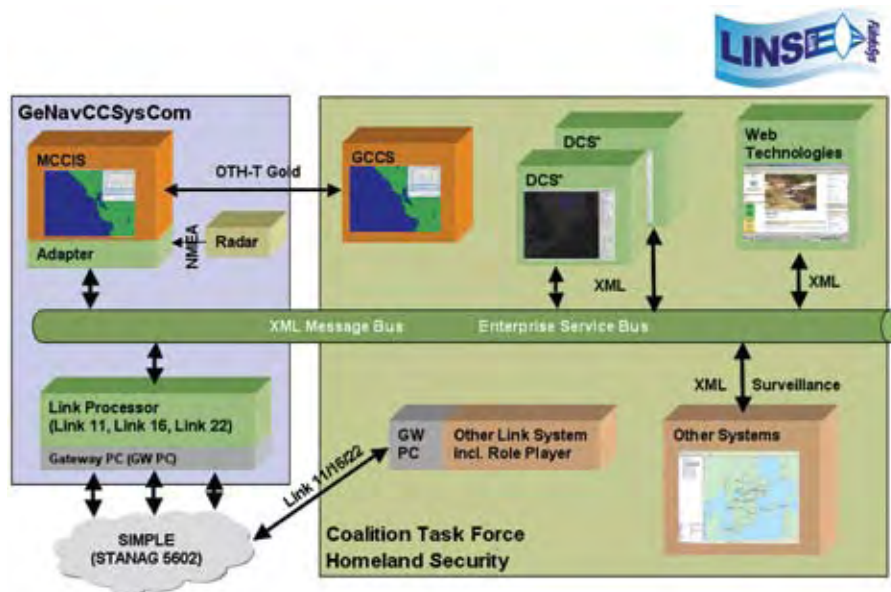 LINSE
GeNavCCSysCom
MCCIS
Adapter
NMEA
Radar
OTH-T Gold
GCCS
DCS*
DCS*
Web
Technologies
XML
XML
XML Message Bus
Enterprise Service Bus
Link Processor
(Link 11, Link 16, Link 22)
Gateway PC (GW PC)
SIMPLE
(STANAG 5602)
Link 11/16/22
GW
PC
Other Link System
incl. Role Player
XML
Surveillance
Other Systems
Coalition Task Force
Homeland Security